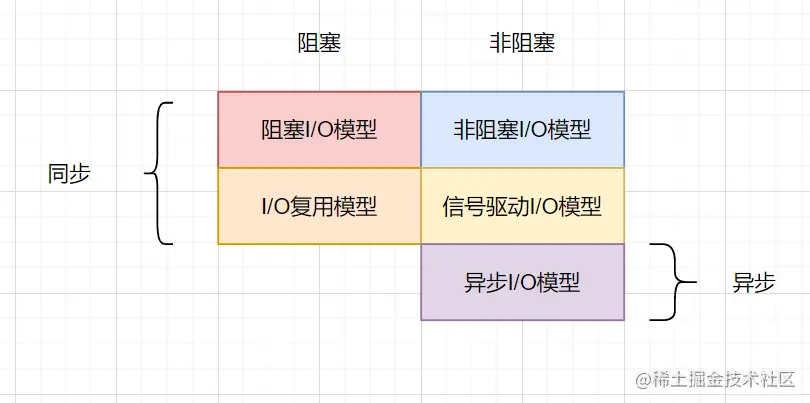 阻塞 非阻塞
阻塞I/O模型 非阻塞I/O模型
同步
I/O复用模型 信号驱动I/O模型
异步I/O模型 异步
@稀土掘金技术社区